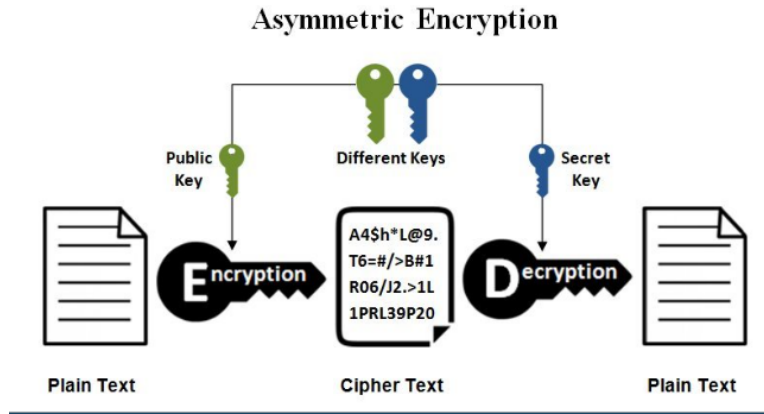 Asymmetric Encryption
Public
Key
Different Keys
Secret
Key
Encryption
A4$h*L@9.
T6=#/>B#1
R06/J2.>1L
1PRL39P20
Decryption
Plain Text
Cipher Text
Plain Text